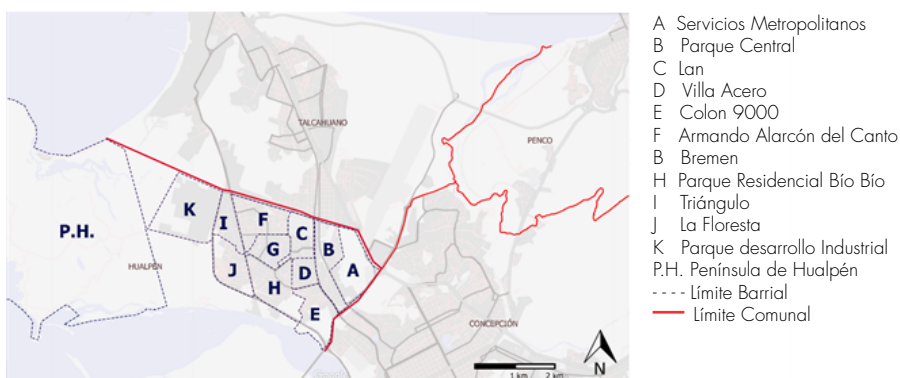 TALCAHUANO
PENCO
P.H.
K
I
F
C
G
B
HUALPÉN
J
D
A
H
E
CONCEPCIÓN
1 km 2 km
N
A Servicios Metropolitanos
B Parque Central
C Lan
D Villa Acero
E Colon 9000
F Armando Alarcón del Canto
B Bremen
H Parque Residencial Bío Bío
I Triángulo
J La Floresta
K Parque desarrollo Industrial
P.H. Península de Hualpén
---- Límite Barrial
Límite Comunal